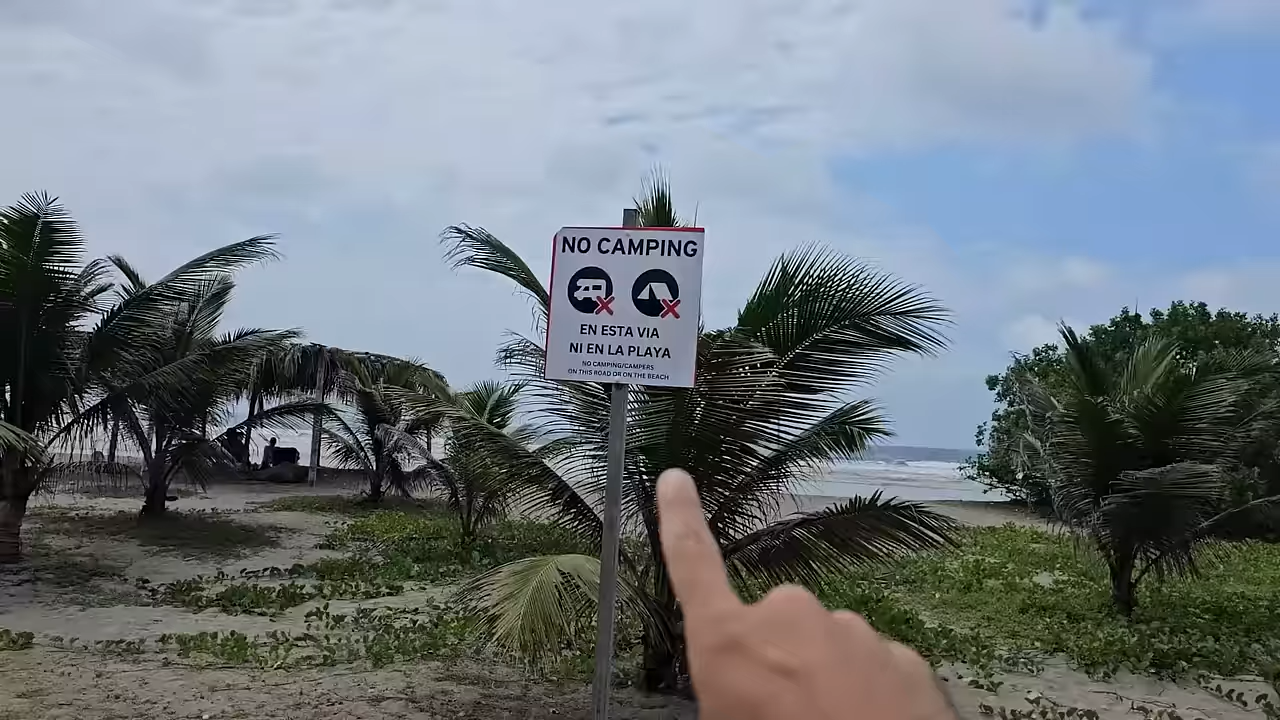 NO CAMPING
EN ESTA VIA
NI EN LA PLAYA
NO CAMPING/CAMPERS
ON THIS ROAD OR ON THE BEACH